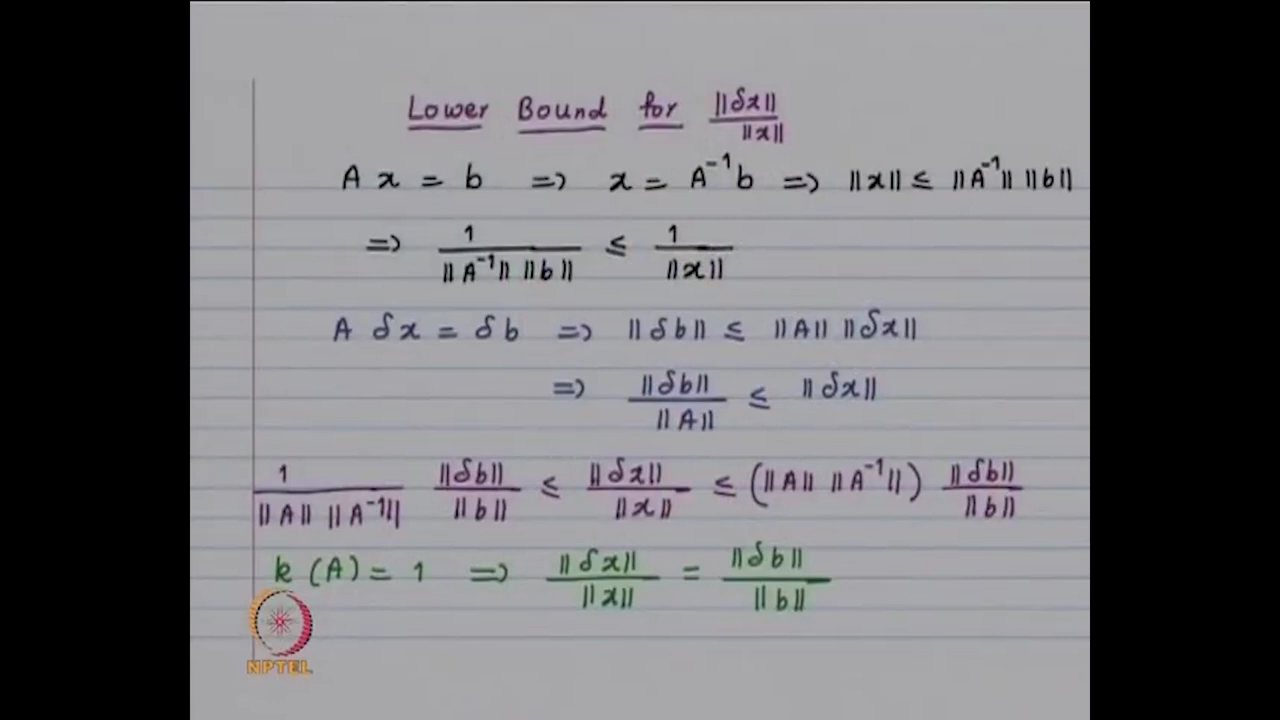 Lower Bound for ||δx|| / ||x||
A x = b ⇒ x = A⁻¹b ⇒ ||x|| ≤ ||A⁻¹|| ||b||
⇒ 1 / (||A⁻¹|| ||b||) ≤ 1 / ||x||
A δx = δb ⇒ ||δb|| ≤ ||A|| ||δx||
⇒ ||δb|| / ||A|| ≤ ||δx||
1 / (||A|| ||A⁻¹||) ||δb|| / ||b|| ≤ ||δx|| / ||x|| ≤ (||A|| ||A⁻¹||) ||δb|| / ||b||
k (A) = 1 ⇒ ||δx|| / ||x|| = ||δb|| / ||b||
NPTEL